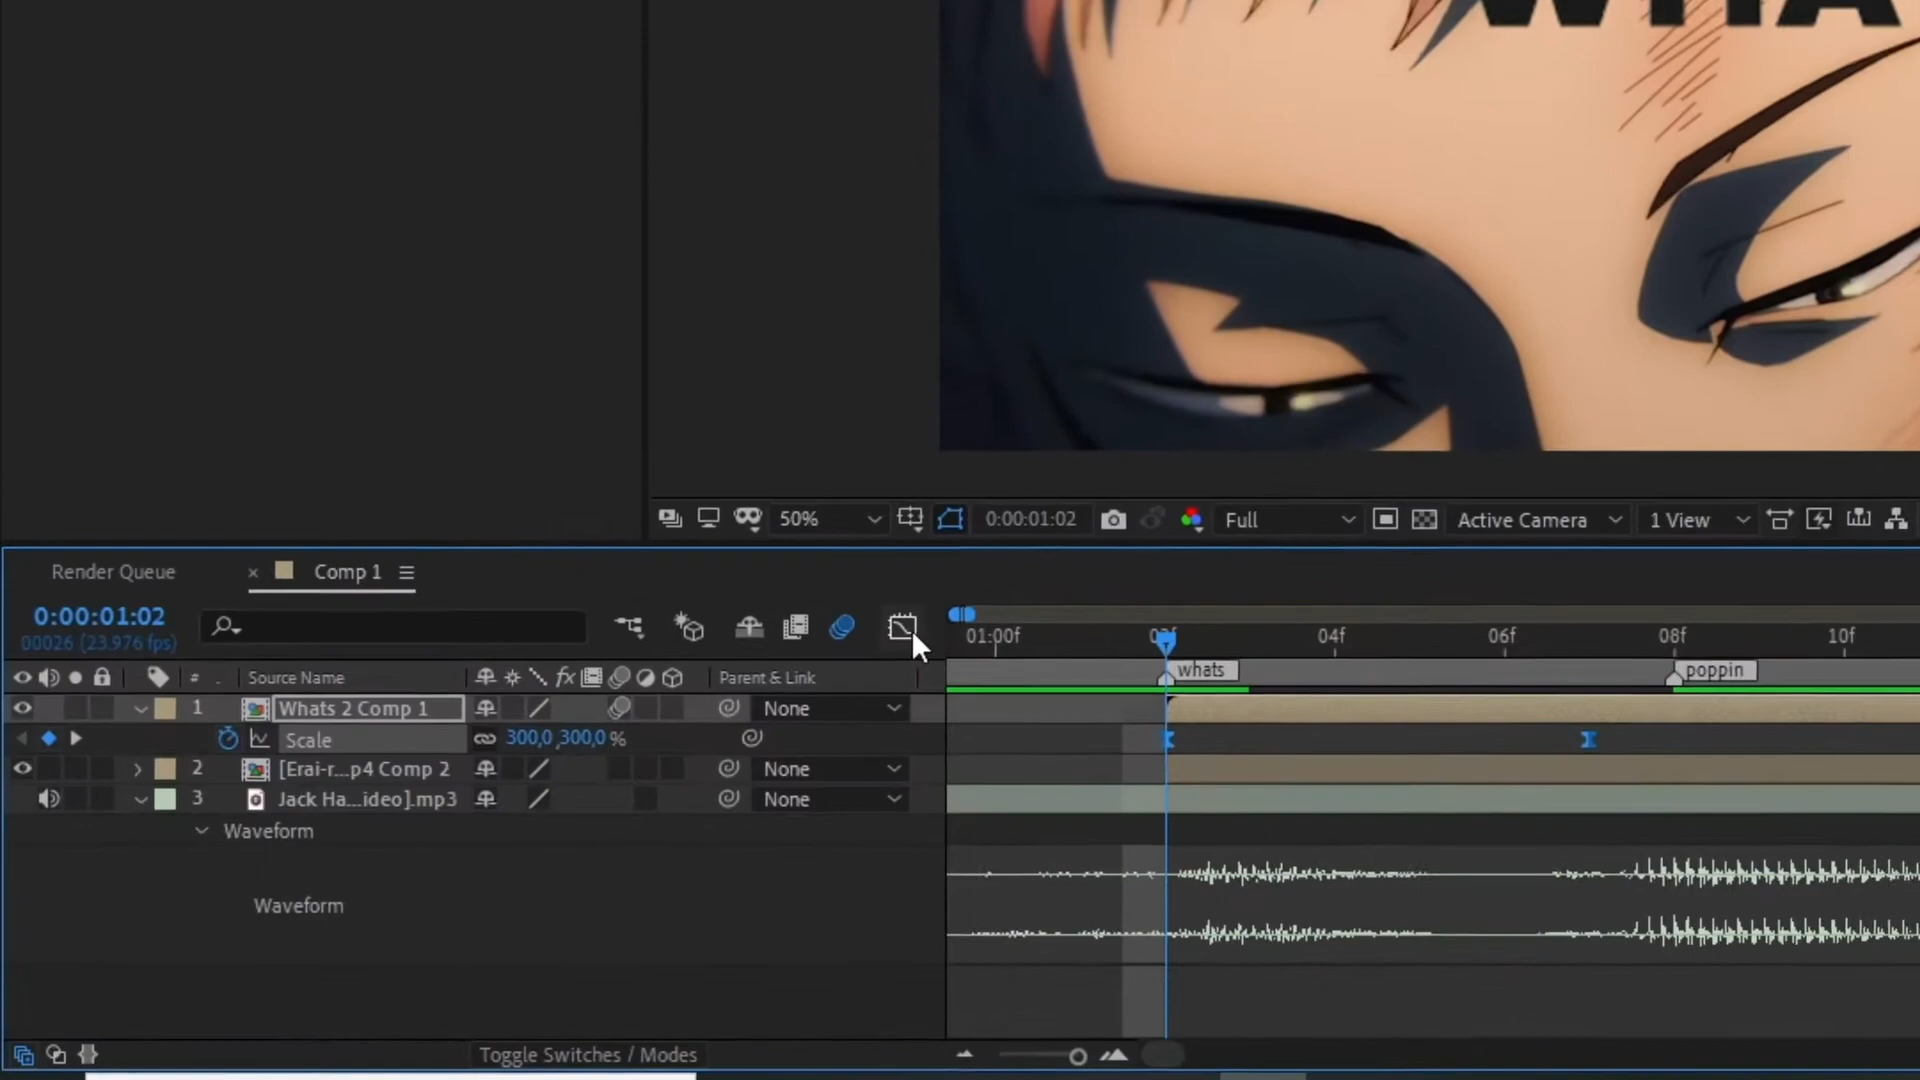 WHA
50%
0:00:01:02
Full
Active Camera
1 View
Render Queue
× Comp 1
0:00:01:02
00026 (23.976 fps)
01:00f
04f
06f
08f
10f
# . Source Name
fx
Parent & Link
whats
poppin
1 Whats 2 Comp 1
None
Scale
300,0,300,0 %
2 [Erai-r...p4 Comp 2
None
3 Jack Ha...ideo].mp3
None
Waveform
Waveform
Toggle Switches / Modes